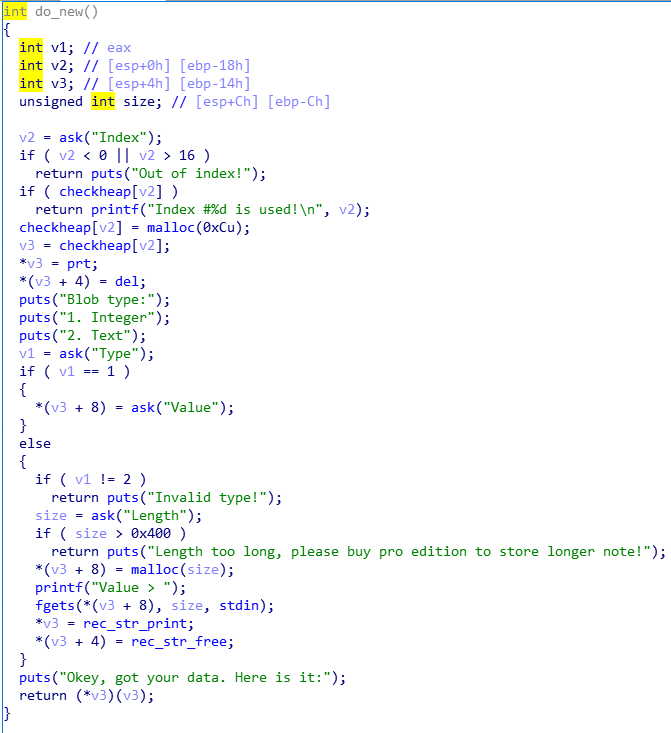 int do_new()
{
  int v1; // eax
  int v2; // [esp+0h] [ebp-18h]
  int v3; // [esp+4h] [ebp-14h]
  unsigned int size; // [esp+Ch] [ebp-Ch]

  v2 = ask("Index");
  if ( v2 < 0 || v2 > 16 )
    return puts("Out of index!");
  if ( checkheap[v2] )
    return printf("Index #%d is used!\n", v2);
  checkheap[v2] = malloc(0xCu);
  v3 = checkheap[v2];
  *v3 = prt;
  *(v3 + 4) = del;
  puts("Blob type:");
  puts("1. Integer");
  puts("2. Text");
  v1 = ask("Type");
  if ( v1 == 1 )
  {
    *(v3 + 8) = ask("Value");
  }
  else
  {
    if ( v1 != 2 )
      return puts("Invalid type!");
    size = ask("Length");
    if ( size > 0x400 )
      return puts("Length too long, please buy pro edition to store longer note!");
    *(v3 + 8) = malloc(size);
    printf("Value > ");
    fgets(*(v3 + 8), size, stdin);
    *v3 = rec_str_print;
    *(v3 + 4) = rec_str_free;
  }
  puts("Okey, got your data. Here is it:");
  return (*v3)(v3);
}